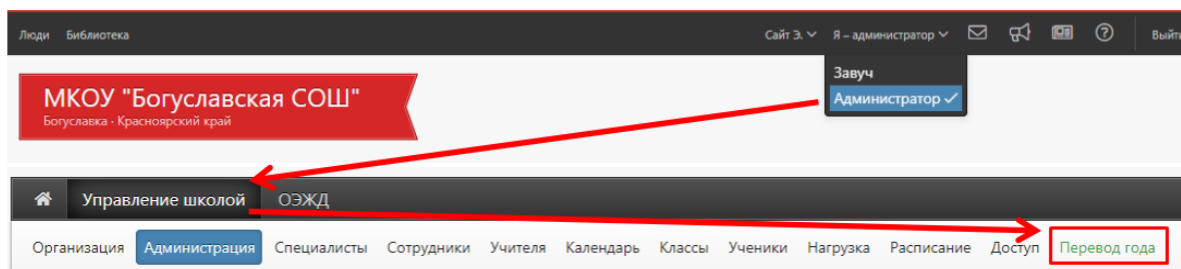 Люди Библиотека Сайт Э. Я – администратор Выйти
Завуч
Администратор
МКОУ "Богуславская СОШ"
Богуславка · Красноярский край
Управление школой ОЭЖД
Организация Администрация Специалисты Сотрудники Учителя Календарь Классы Ученики Нагрузка Расписание Доступ Перевод года